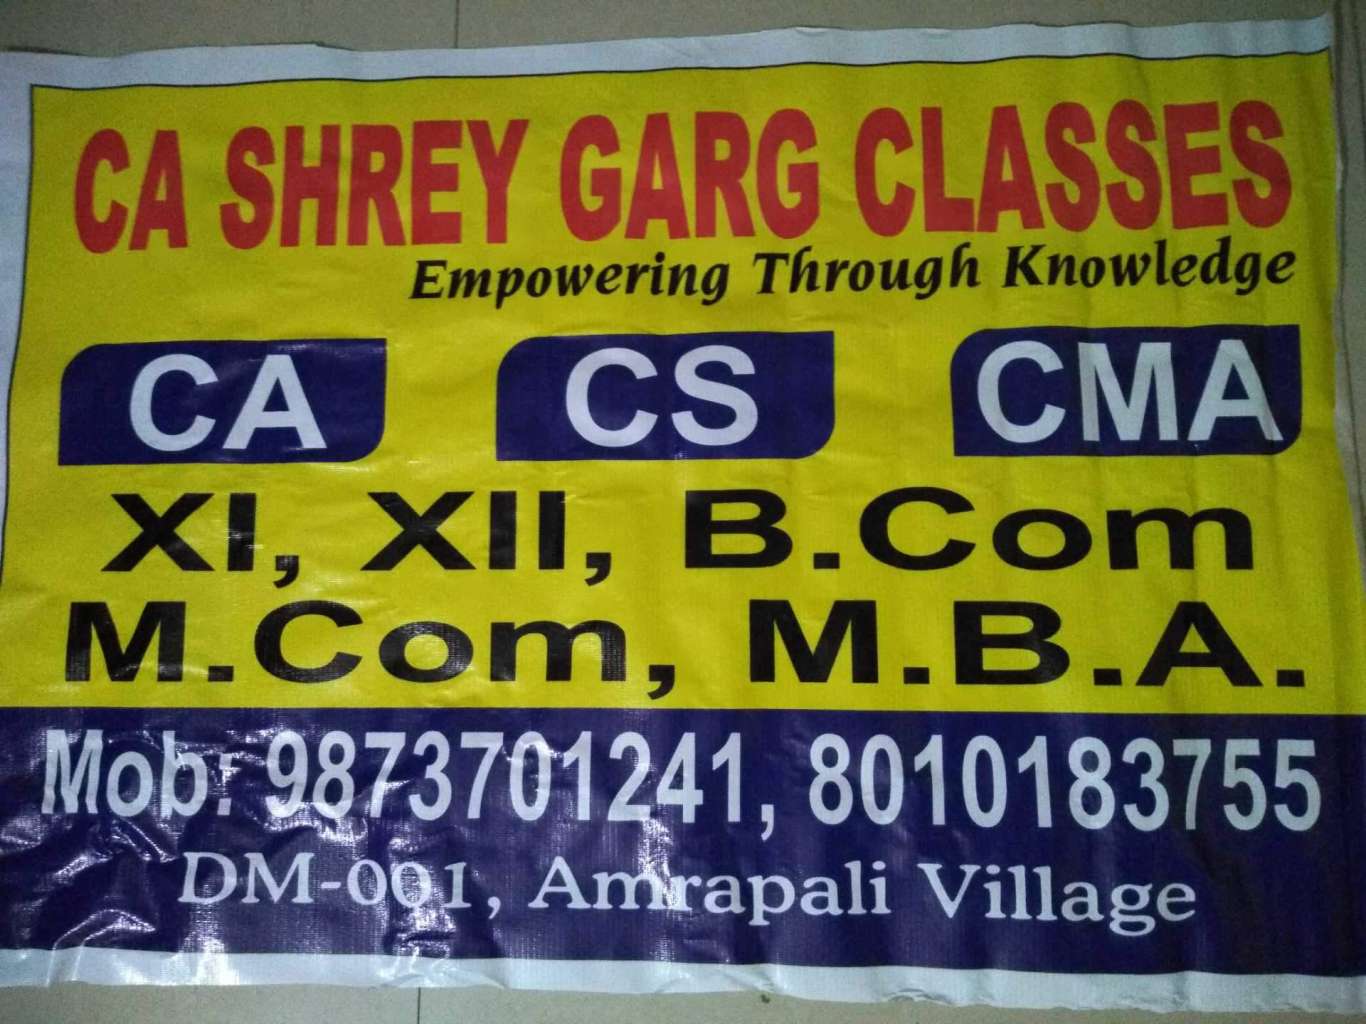 CA SHREY GARG CLASSES
Empowering Through Knowledge
CA CS CMA
XI, XII, B.Com
M.Com, M.B.A.
Mob: 9873701241, 8010183755
DM-001, Amrapali Village